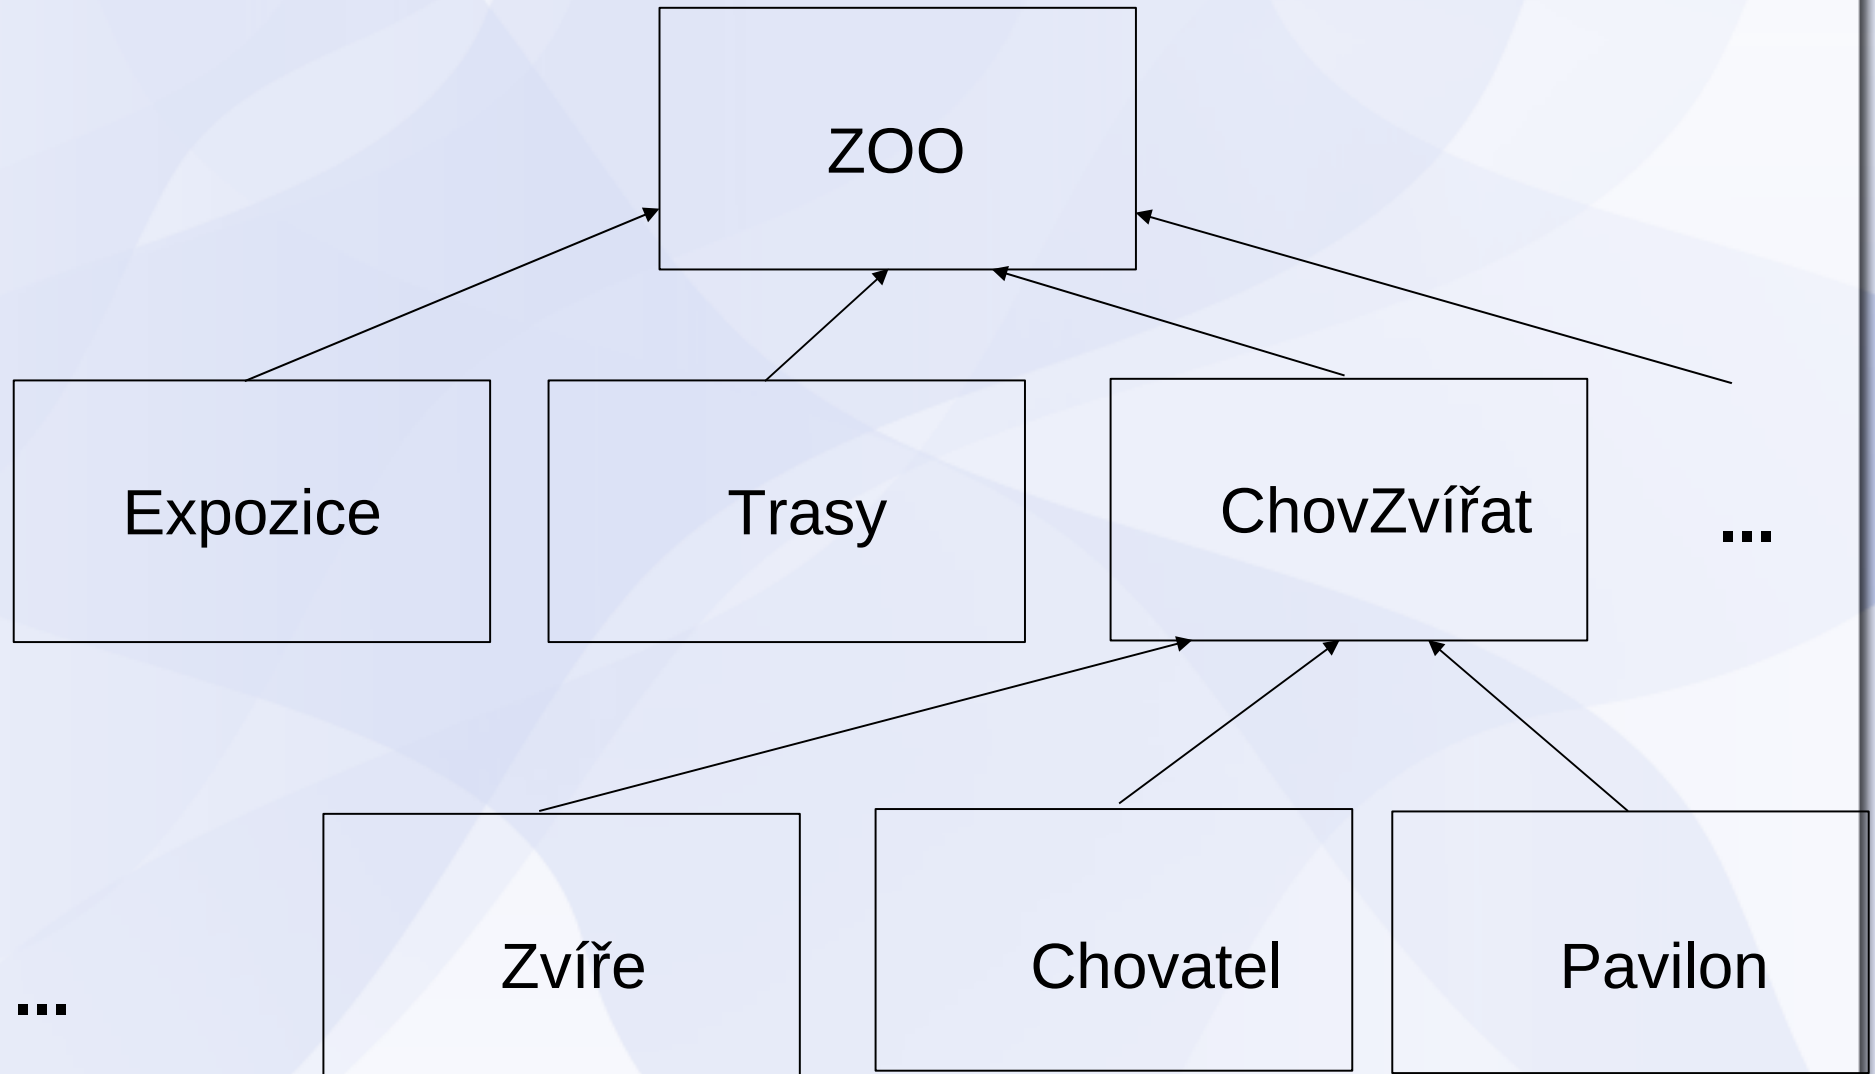 ZOO
Expozice
Trasy
ChovZvířat
...
Zvíře
Chovatel
Pavilon
...